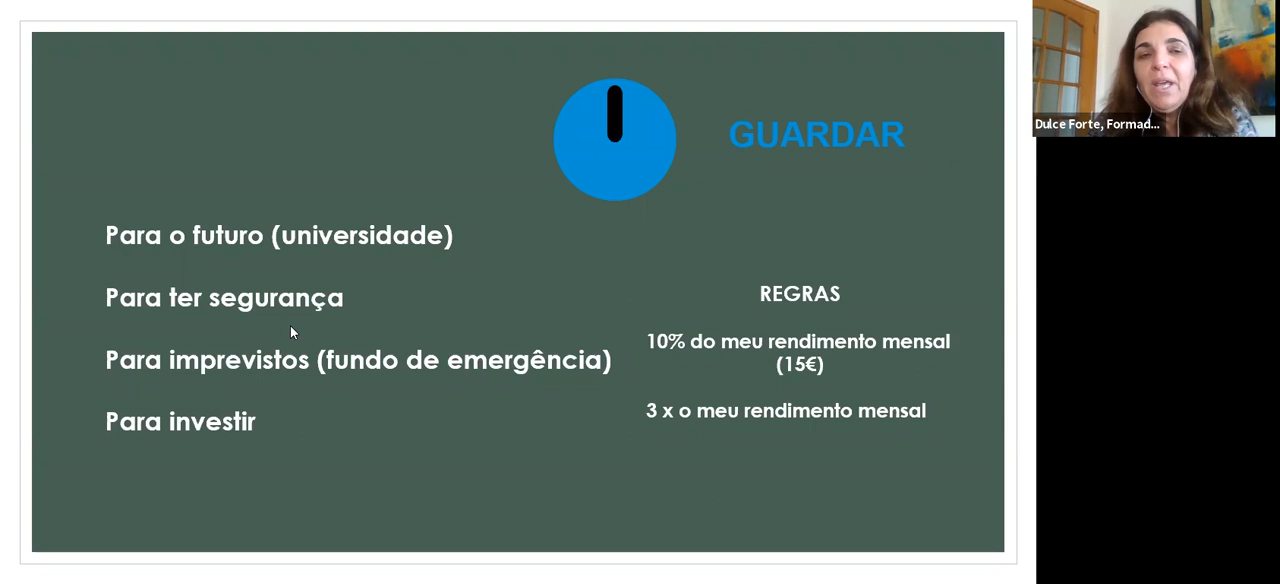 GUARDAR
Para o futuro (universidade)
Para ter segurança
Para imprevistos (fundo de emergência)
Para investir
REGRAS
10% do meu rendimento mensal
(15€)
3 x o meu rendimento mensal
Dulce Forte, Formad...